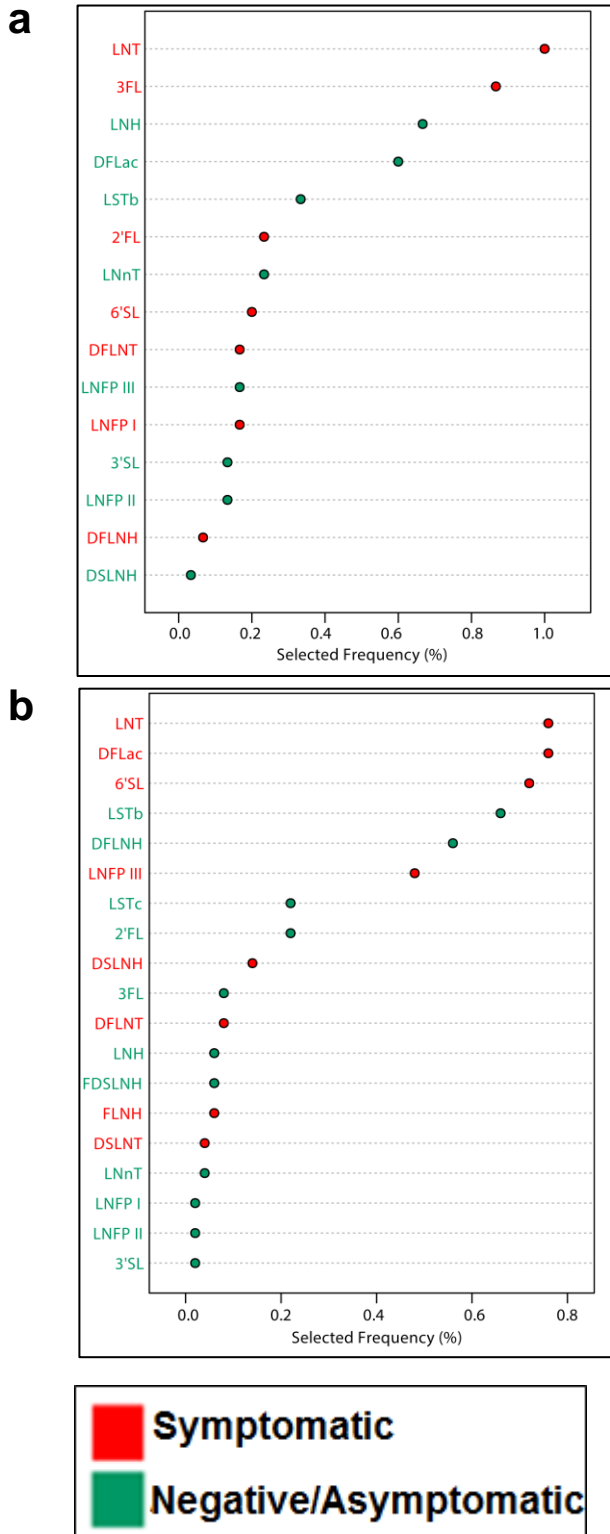 a
LNT
3FL
LNH
DFLac
LSTb
2'FL
LNnT
6'SL
DFLNT
LNFP III
LNFP I
3'SL
LNFP II
DFLNH
DSLNH
0.0 0.2 0.4 0.6 0.8 1.0
Selected Frequency (%)
b
LNT
DFLac
6'SL
LSTb
DFLNH
LNFP III
LSTc
2'FL
DSLNH
3FL
DFLNT
LNH
FDSLNH
FLNH
DSLNT
LNnT
LNFP I
LNFP II
3'SL
0.0 0.2 0.4 0.6 0.8
Selected Frequency (%)
Symptomatic
Negative/Asymptomatic